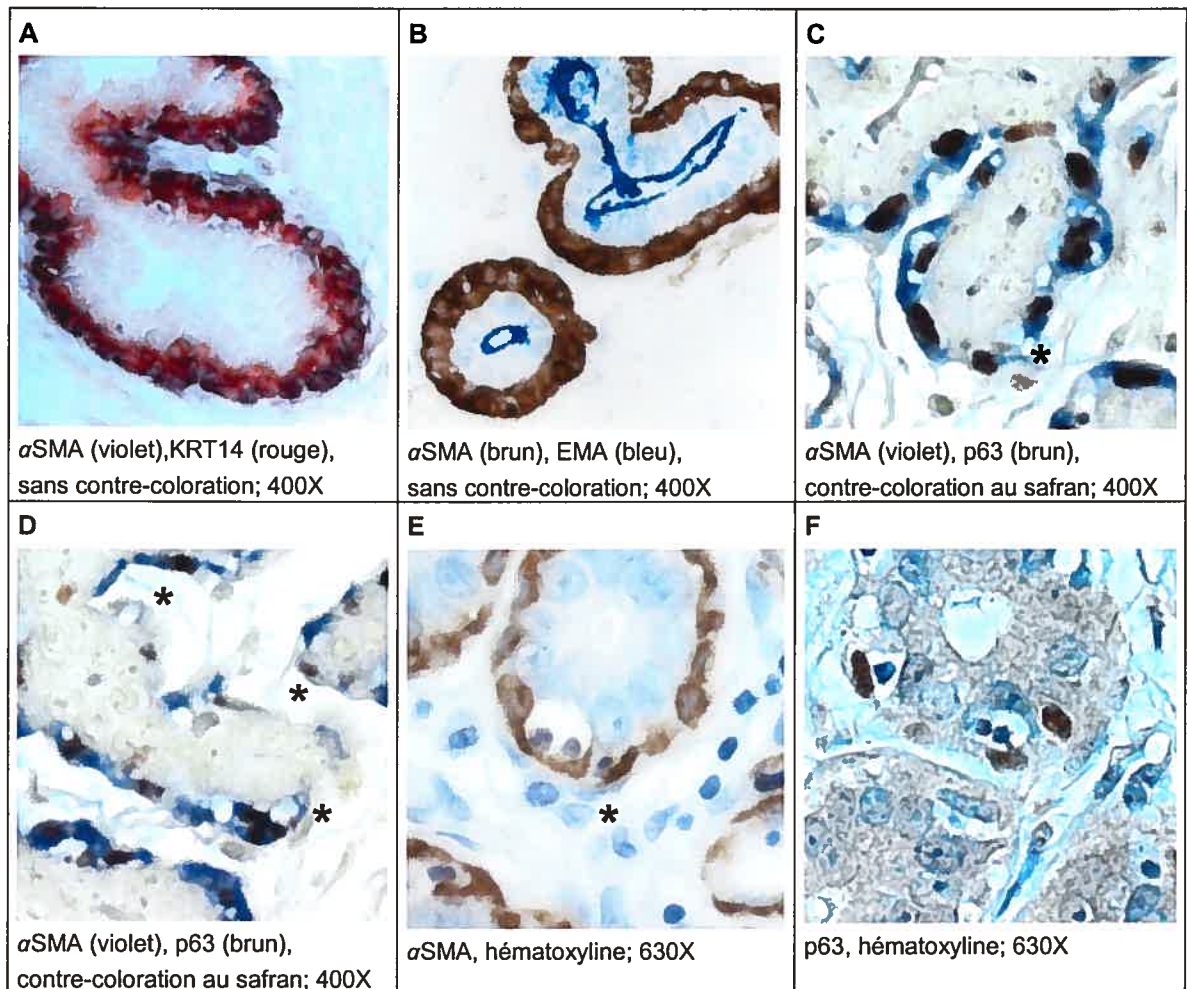 A
B
C
αSMA (violet),KRT14 (rouge),
sans contre-coloration; 400X
αSMA (brun), EMA (bleu),
sans contre-coloration; 400X
*
αSMA (violet), p63 (brun),
contre-coloration au safran; 400X
D
E
F
*
*
*
αSMA (violet), p63 (brun),
contre-coloration au safran; 400X
*
αSMA, hématoxyline; 630X
p63, hématoxyline; 630X